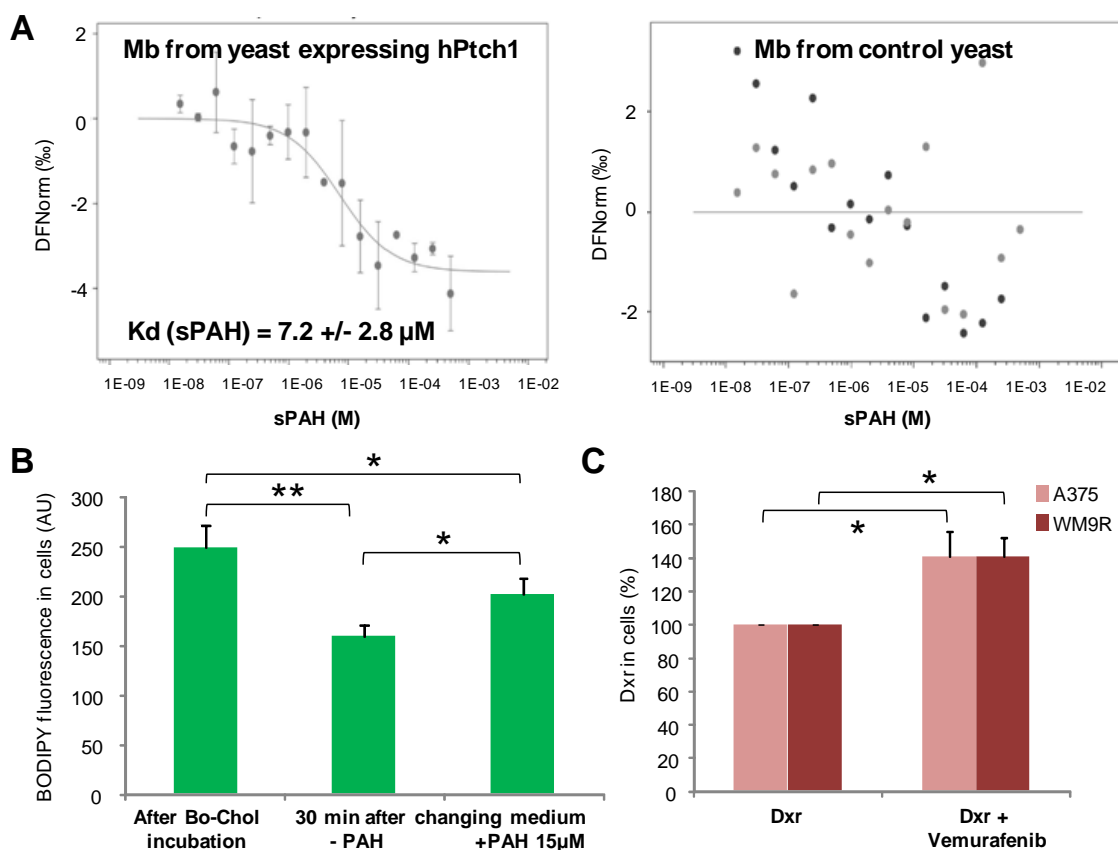 A
Mb from yeast expressing hPtch1
2
0
-2
-4
DFNorm (‰)
Kd (sPAH) = 7.2 +/- 2.8 µM
1E-09 1E-08 1E-07 1E-06 1E-05 1E-04 1E-03 1E-02
sPAH (M)
Mb from control yeast
2
0
-2
DFNorm (‰)
1E-09 1E-08 1E-07 1E-06 1E-05 1E-04 1E-03 1E-02
sPAH (M)
B
*
**
*
300
250
200
150
100
50
0
BODIPY fluorescence in cells (AU)
After Bo-Chol 30 min after changing medium
incubation - PAH +PAH 15µM
C
*
*
A375
WM9R
180
160
140
120
100
80
60
40
20
0
Dxr in cells (%)
Dxr Dxr +
Vemurafenib